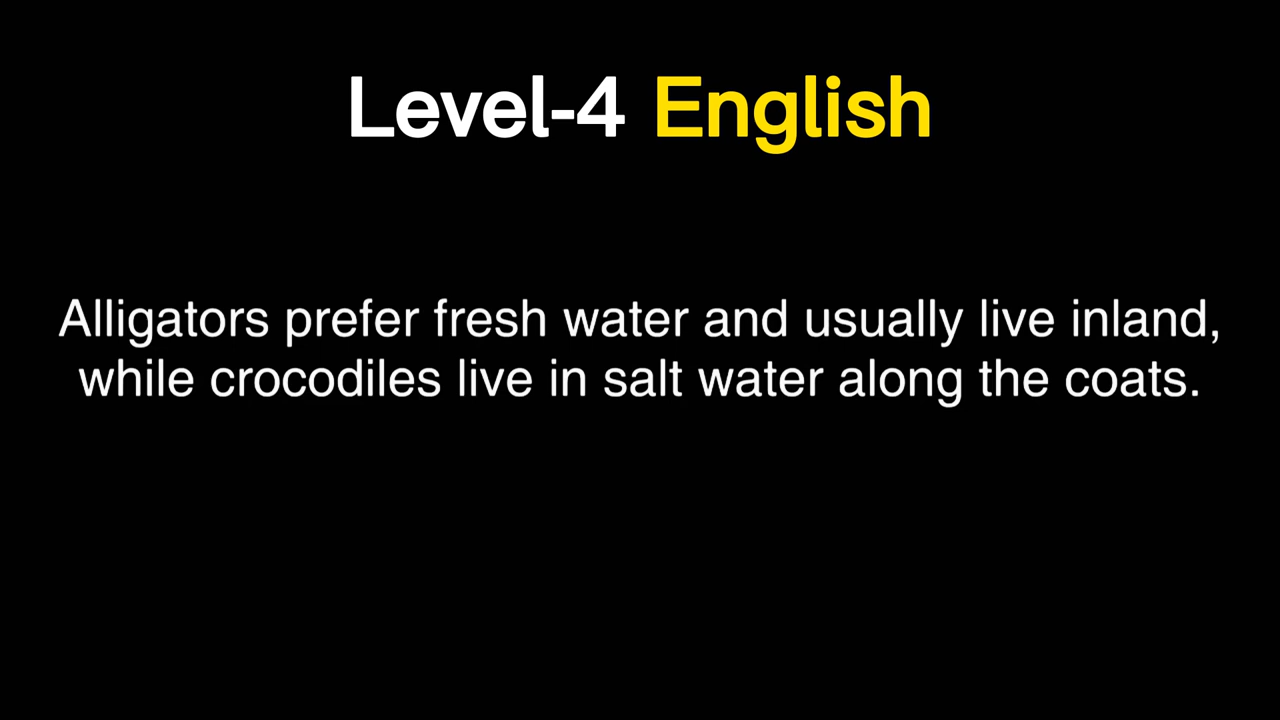 Level-4 English
Alligators prefer fresh water and usually live inland,
while crocodiles live in salt water along the coats.